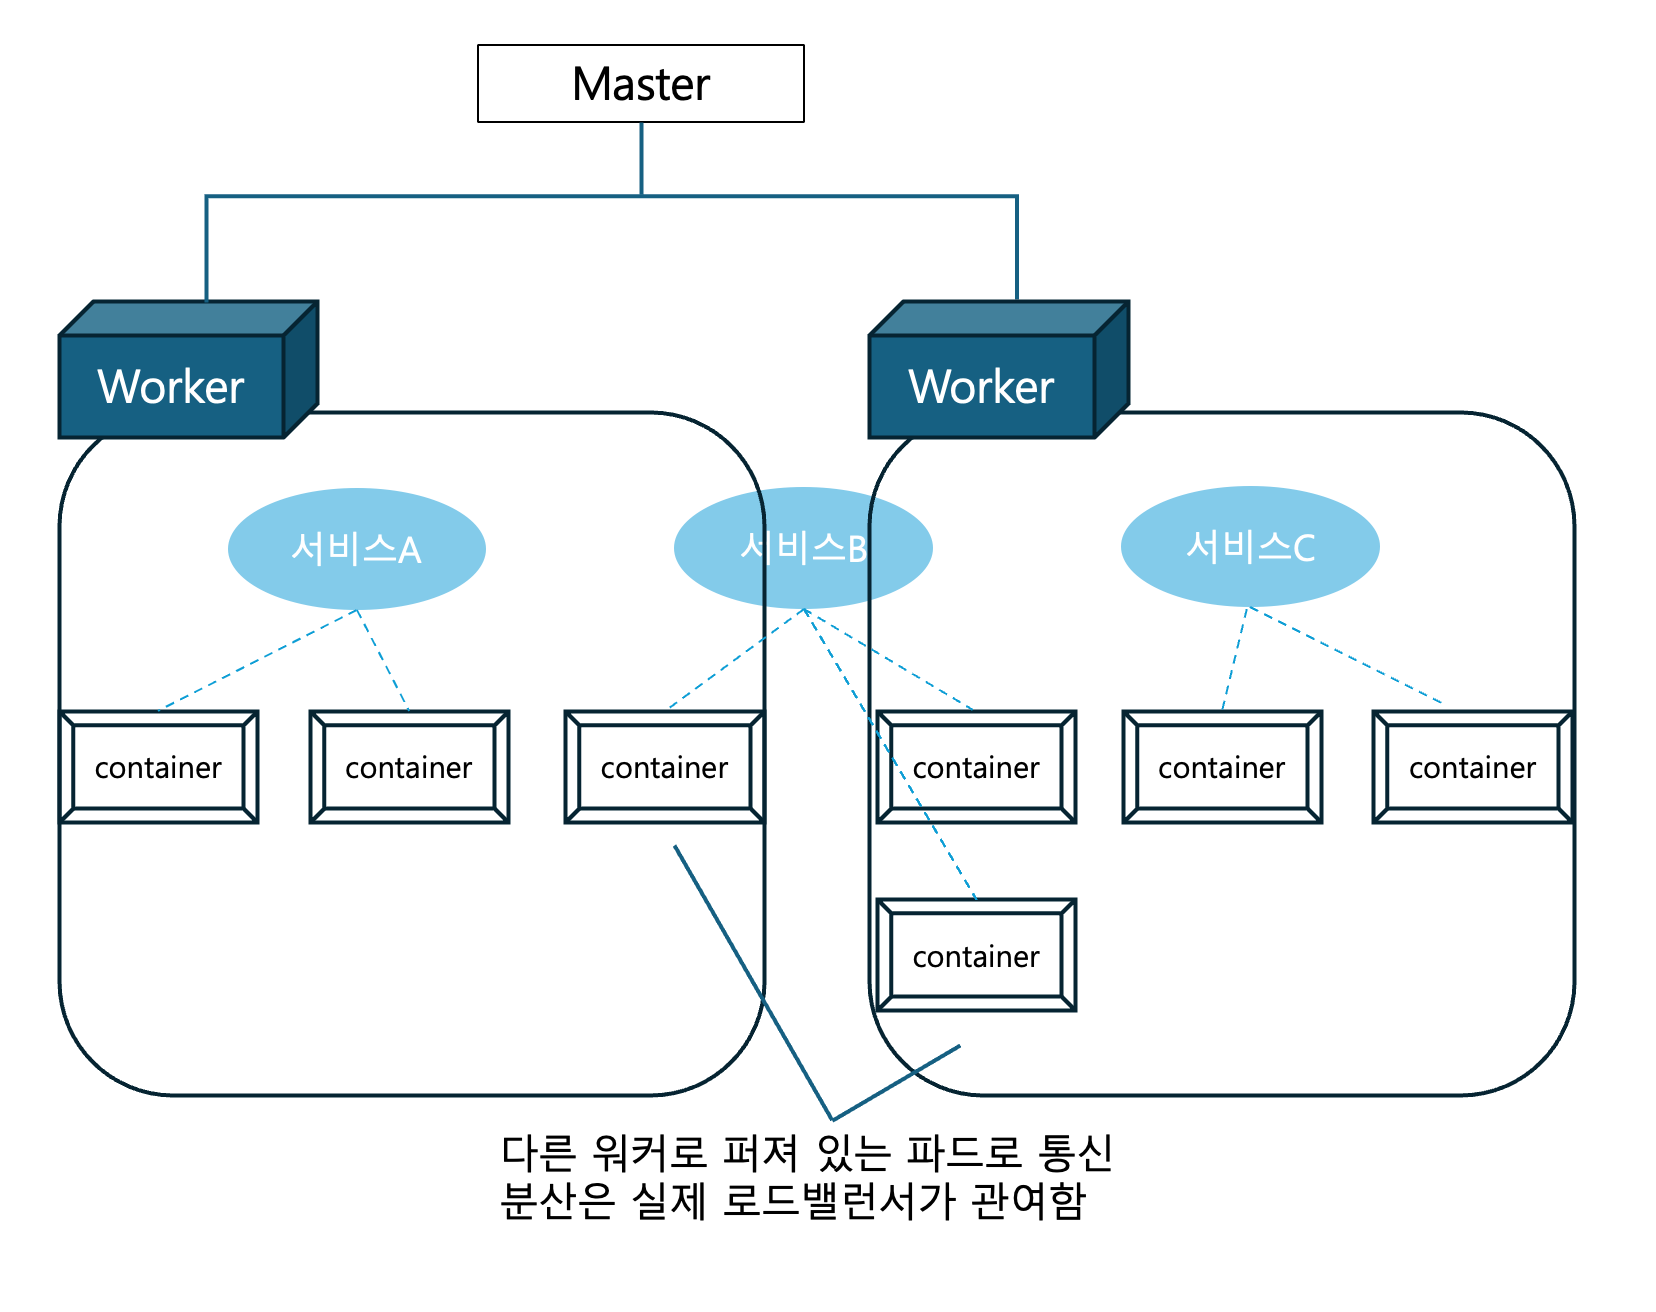 Master
Worker
Worker
서비스A
서비스B
서비스C
container
container
container
container
container
container
container
다른 워커로 퍼져 있는 파드로 통신
분산은 실제 로드밸런서가 관여함